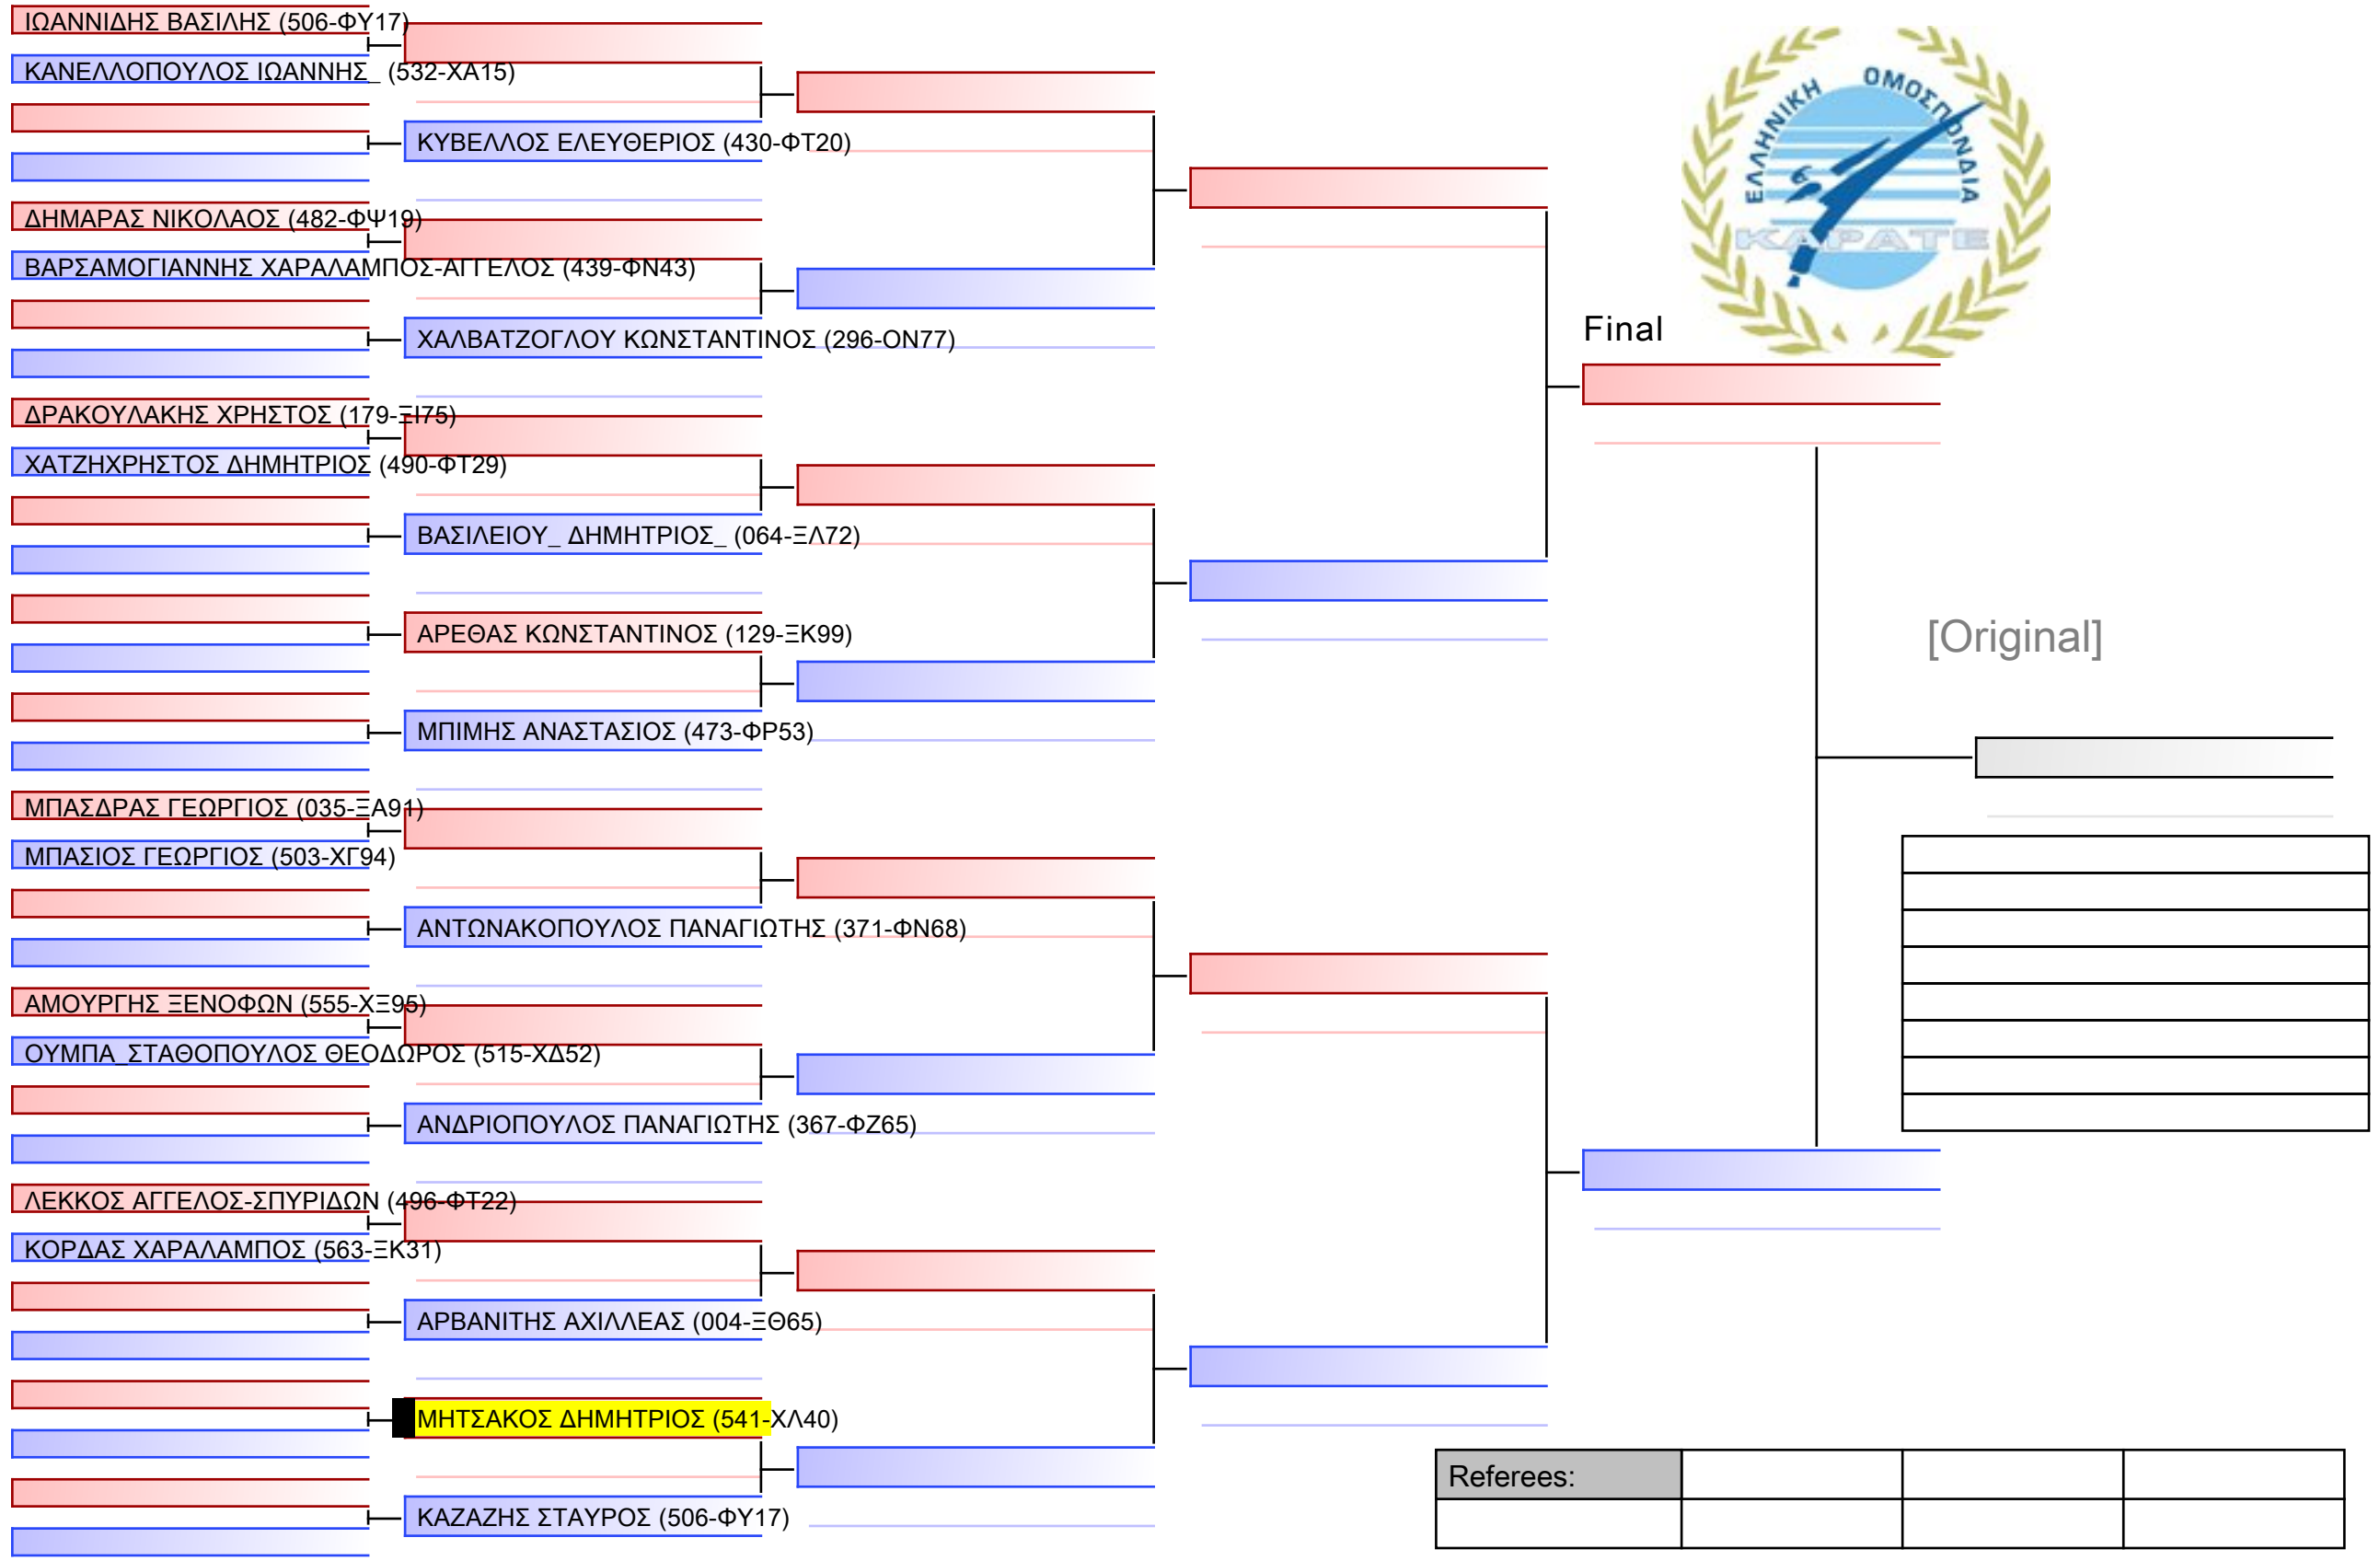 ΙΩΑΝΝΙΔΗΣ ΒΑΣΙΛΗΣ (506-ΦΥ17)
ΚΑΝΕΛΛΟΠΟΥΛΟΣ ΙΩΑΝΝΗΣ_ (532-ΧΑ15)
ΚΥΒΕΛΛΟΣ ΕΛΕΥΘΕΡΙΟΣ (430-ΦΤ20)
ΔΗΜΑΡΑΣ ΝΙΚΟΛΑΟΣ (482-ΦΨ19)
ΒΑΡΣΑΜΟΓΙΑΝΝΗΣ ΧΑΡΑΛΑΜΠΟΣ-ΑΓΓΕΛΟΣ (439-ΦΝ43)
ΧΑΛΒΑΤΖΟΓΛΟΥ ΚΩΝΣΤΑΝΤΙΝΟΣ (296-ΟΝ77)
ΔΡΑΚΟΥΛΑΚΗΣ ΧΡΗΣΤΟΣ (179-ΞΙ75)
ΧΑΤΖΗΧΡΗΣΤΟΣ ΔΗΜΗΤΡΙΟΣ (490-ΦΤ29)
ΒΑΣΙΛΕΙΟΥ_ ΔΗΜΗΤΡΙΟΣ_ (064-ΞΛ72)
ΑΡΕΘΑΣ ΚΩΝΣΤΑΝΤΙΝΟΣ (129-ΞΚ99)
ΜΠΙΜΗΣ ΑΝΑΣΤΑΣΙΟΣ (473-ΦΡ53)
ΜΠΑΣΔΡΑΣ ΓΕΩΡΓΙΟΣ (035-ΞΑ91)
ΜΠΑΣΙΟΣ ΓΕΩΡΓΙΟΣ (503-ΧΓ94)
ΑΝΤΩΝΑΚΟΠΟΥΛΟΣ ΠΑΝΑΓΙΩΤΗΣ (371-ΦΝ68)
ΑΜΟΥΡΓΗΣ ΞΕΝΟΦΩΝ (555-ΧΞ95)
ΟΥΜΠΑ_ΣΤΑΘΟΠΟΥΛΟΣ ΘΕΟΔΩΡΟΣ (515-ΧΔ52)
ΑΝΔΡΙΟΠΟΥΛΟΣ ΠΑΝΑΓΙΩΤΗΣ (367-ΦΖ65)
ΛΕΚΚΟΣ ΑΓΓΕΛΟΣ-ΣΠΥΡΙΔΩΝ (496-ΦΤ22)
ΚΟΡΔΑΣ ΧΑΡΑΛΑΜΠΟΣ (563-ΞΚ31)
ΑΡΒΑΝΙΤΗΣ ΑΧΙΛΛΕΑΣ (004-ΞΘ65)
ΜΗΤΣΑΚΟΣ ΔΗΜΗΤΡΙΟΣ (541-ΧΛ40)
ΚΑΖΑΖΗΣ ΣΤΑΥΡΟΣ (506-ΦΥ17)
ΕΛΛΗΝΙΚΗ ΟΜΟΣΠΟΝΔΙΑ
ΚΑΡΑΤΕ
Final
[Original]
Referees: